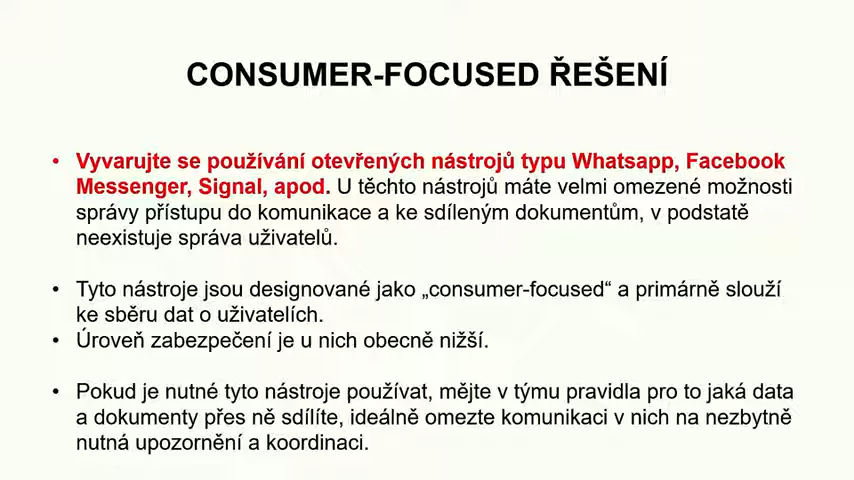 CONSUMER-FOCUSED ŘEŠENÍ
• Vyvarujte se používání otevřených nástrojů typu Whatsapp, Facebook
Messenger, Signal, apod. U těchto nástrojů máte velmi omezené možnosti
správy přístupu do komunikace a ke sdíleným dokumentům, v podstatě
neexistuje správa uživatelů.
• Tyto nástroje jsou designované jako „consumer-focused“ a primárně slouží
ke sběru dat o uživatelích.
• Úroveň zabezpečení je u nich obecně nižší.
• Pokud je nutné tyto nástroje používat, mějte v týmu pravidla pro to jaká data
a dokumenty přes ně sdílíte, ideálně omezte komunikaci v nich na nezbytně
nutná upozornění a koordinaci.